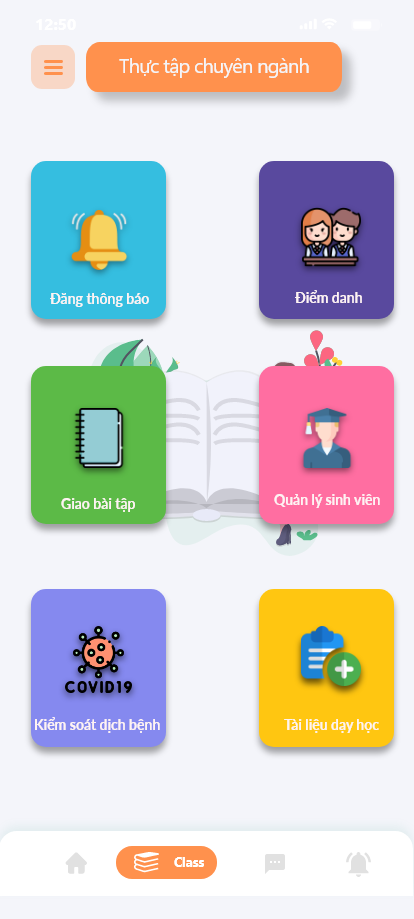 12:50
Thực tập chuyên ngành
Đăng thông báo
Điểm danh
Giao bài tập
Quản lý sinh viên
COVID19
Kiểm soát dịch bệnh
Tài liệu dạy học
Class